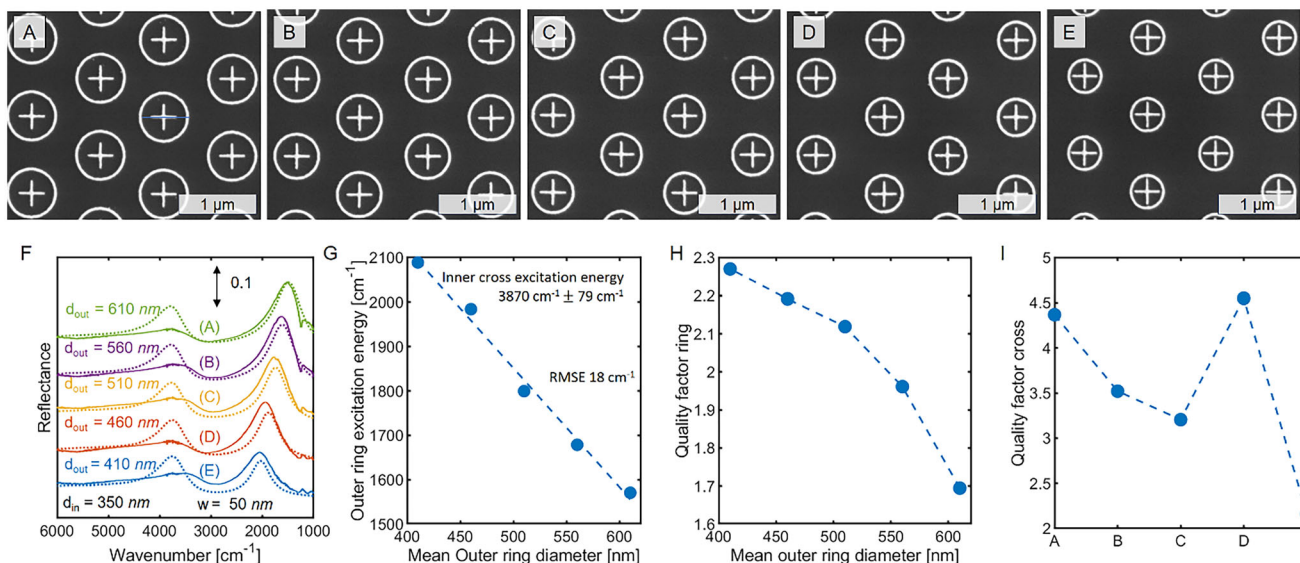 A
B
C
D
E
1 µm
1 µm
1 µm
1 µm
1 µm
F
0.1
d_out = 610 nm
(A)
d_out = 560 nm
(B)
d_out = 510 nm
(C)
d_out = 460 nm
(D)
d_out = 410 nm
(E)
d_in = 350 nm
w = 50 nm
Reflectance
6000 5000 4000 3000 2000 1000
Wavenumber [cm⁻¹]
G
Outer ring excitation energy [cm⁻¹]
2100
2000
1900
1800
1700
1600
1500
Inner cross excitation energy
3870 cm⁻¹ ± 79 cm⁻¹
RMSE 18 cm⁻¹
400 450 500 550 600
Mean Outer ring diameter [nm]
H
Quality factor ring
2.3
2.2
2.1
2
1.9
1.8
1.7
1.6
400 450 500 550 600
Mean outer ring diameter [nm]
I
Quality factor cross
5
4.5
4
3.5
3
2.5
2
A B C D